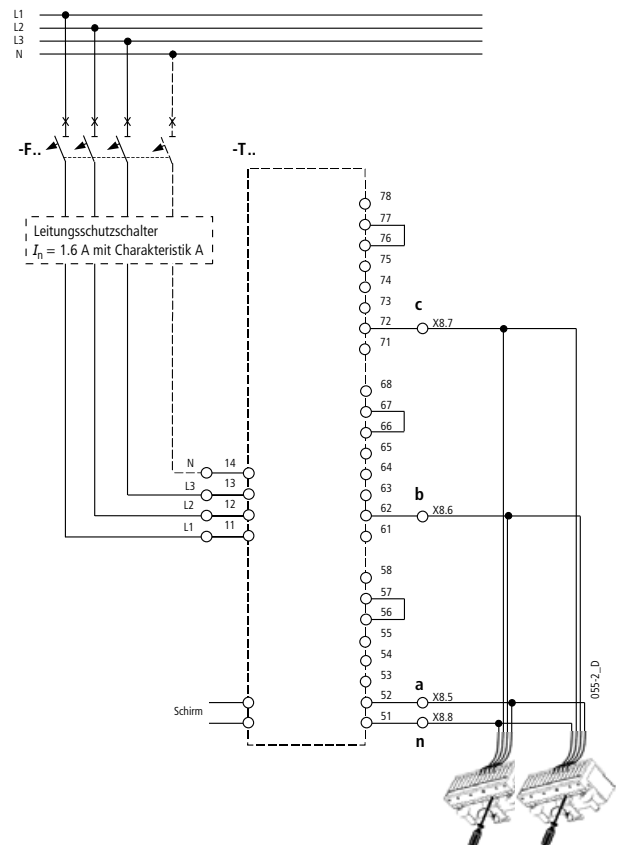 L1
L2
L3
N
-F..
-T..
Leitungsschutzschalter
In = 1.6 A mit Charakteristik A
78
77
76
75
74
73
c
72
X8.7
71
68
67
66
65
N
14
64
L3
13
63
b
L2
12
62
X8.6
L1
11
61
58
57
56
55
54
53
a
52
X8.5
Schirm
51
X8.8
n
055-2_D